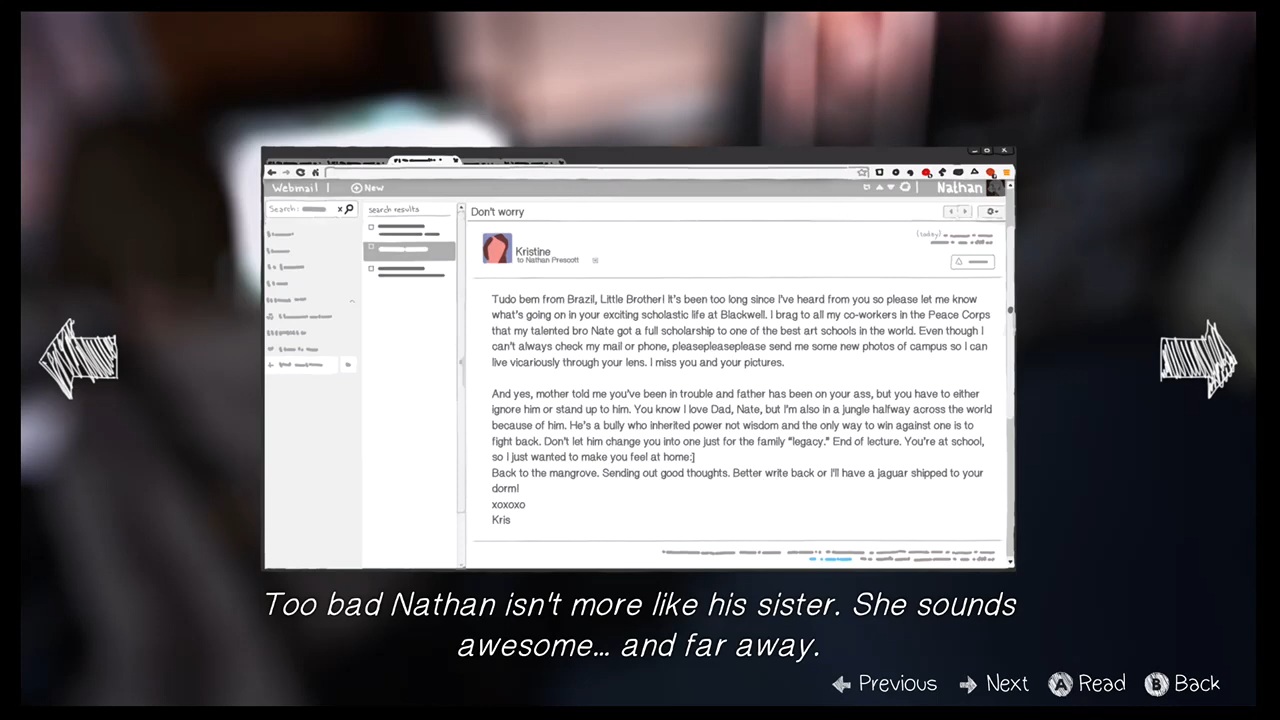 Webmail |
New
Nathan
Search:
search results
Don't worry
(today)
Kristine
to Nathan Prescott
Tudo bem from Brazil, Little Brother! It's been too long since I've heard from you so please let me know
what's going on in your exciting scholastic life at Blackwell. I brag to all my co-workers in the Peace Corps
that my talented bro Nate got a full scholarship to one of the best art schools in the world. Even though I
can't always check my mail or phone, pleasepleaseplease send me some new photos of campus so I can
live vicariously through your lens. I miss you and your pictures.
And yes, mother told me you've been in trouble and father has been on your ass, but you have to either
ignore him or stand up to him. You know I love Dad, Nate, but I'm also in a jungle halfway across the world
because of him. He's a bully who inherited power not wisdom and the only way to win against one is to
fight back. Don't let him change you into one just for the family "legacy." End of lecture. You're at school,
so I just wanted to make you feel at home:]
Back to the mangrove. Sending out good thoughts. Better write back or I'll have a jaguar shipped to your
dorm!
xoxoxo
Kris
Too bad Nathan isn't more like his sister. She sounds
awesome... and far away.
Previous
Next
A Read
B Back